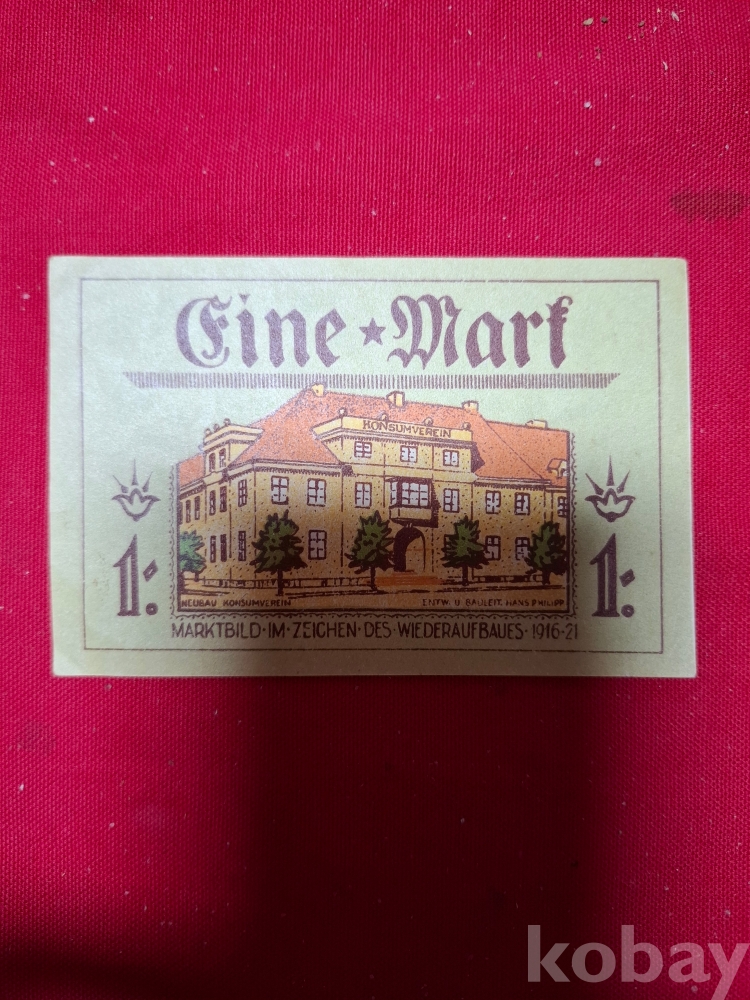 Eine ★ Mark
KONSUMVEREIN
1:
1:
NEUBAU KONSUMVEREIN
ENTW. U. BAULEIT. HANS PHILIPP
MARKTBILD · IM · ZEICHEN · DES · WIEDERAUFBAUES · 1916-21
kobay